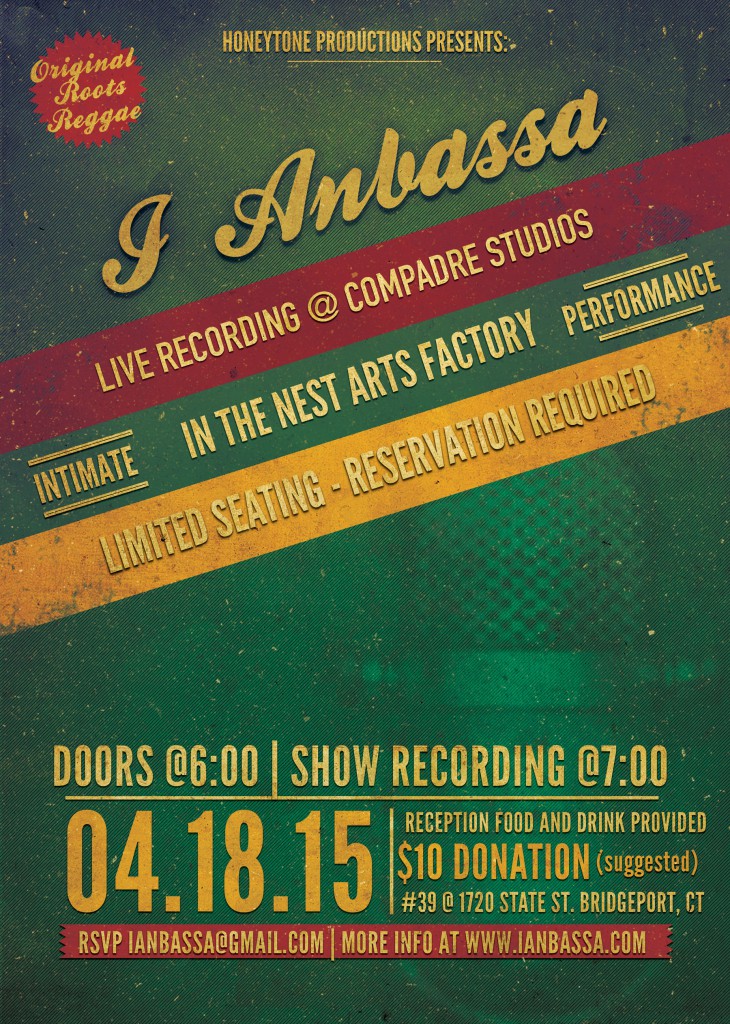 HONEYTONE PRODUCTIONS PRESENTS:
Original
Roots
Reggae
I Anbassa
LIVE RECORDING @ COMPADRE STUDIOS
IN THE NEST ARTS FACTORY
PERFORMANCE
INTIMATE
LIMITED SEATING - RESERVATION REQUIRED
DOORS @6:00 | SHOW RECORDING @7:00
04.18.15
RECEPTION FOOD AND DRINK PROVIDED
$10 DONATION (suggested)
#39 @ 1720 STATE ST. BRIDGEPORT, CT
RSVP IANBASSA@GMAIL.COM | MORE INFO AT WWW.IANBASSA.COM